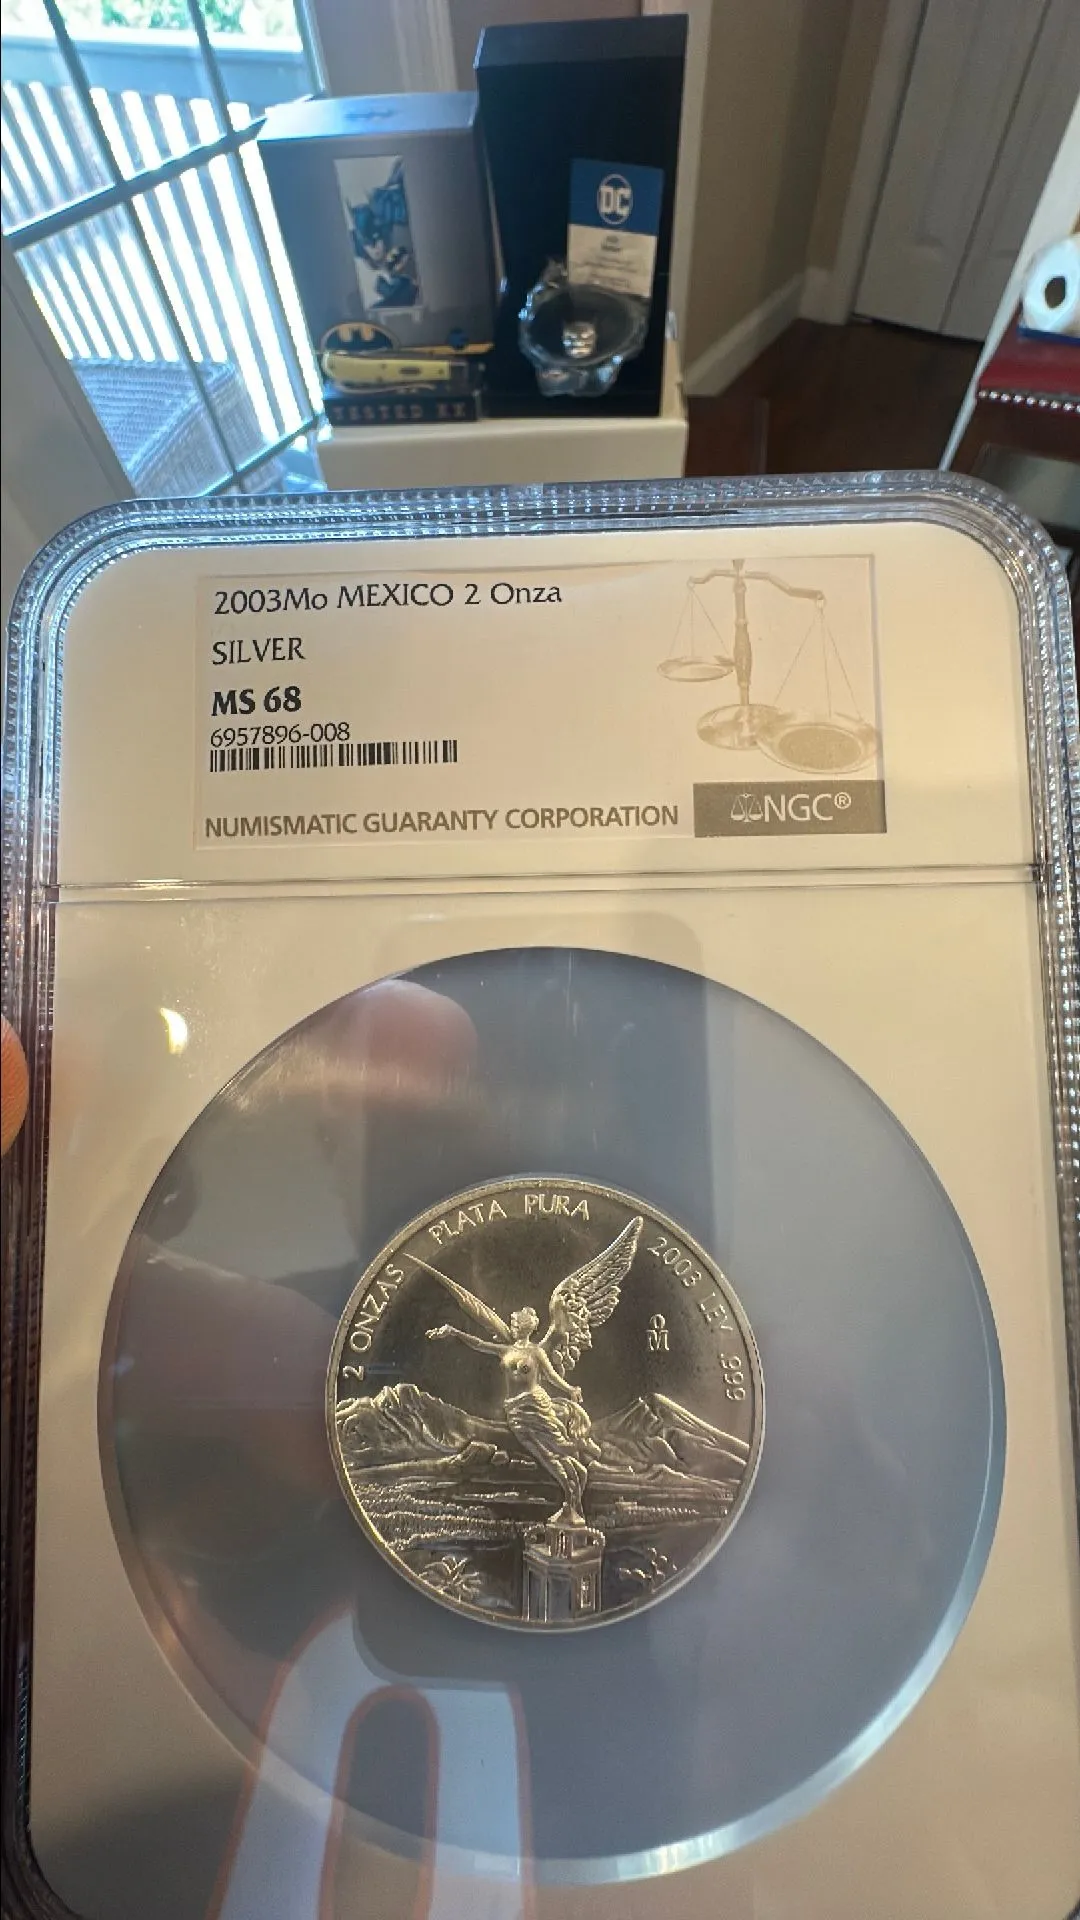 DC
TESTED XX
2003Mo MEXICO 2 Onza
SILVER
MS 68
6957896-008
NUMISMATIC GUARANTY CORPORATION
NGC®
2 ONZAS PLATA PURA 2003 LEY .999
Mo